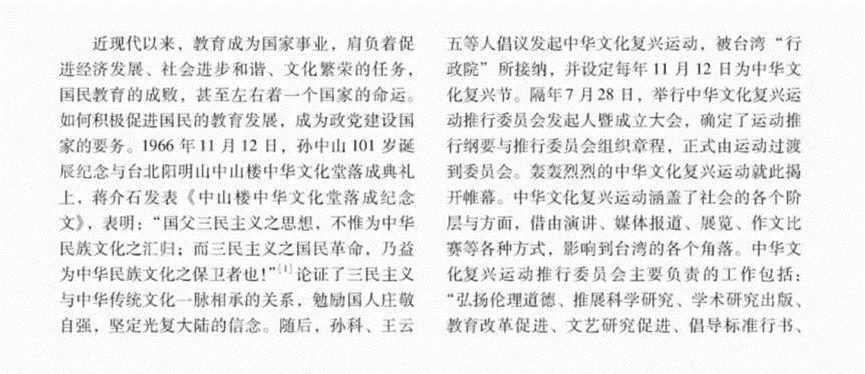 近现代以来，教育成为国家事业，肩负着促
进经济发展、社会进步和谐、文化繁荣的任务，
国民教育的成败，甚至左右着一个国家的命运。
如何积极促进国民的教育发展，成为政党建设国
家的要务。1966 年 11 月 12 日，孙中山 101 岁诞
辰纪念与台北阳明山中山楼中华文化堂落成典礼
上，蒋介石发表《中山楼中华文化堂落成纪念
文》，表明：“国父三民主义之思想，不惟为中华
民族文化之汇归；而三民主义之国民革命，乃益
为中华民族文化之保卫者也！”[1]论证了三民主义
与中华传统文化一脉相承的关系，勉励国人庄敬
自强，坚定光复大陆的信念。随后，孙科、王云
五等人倡议发起中华文化复兴运动，被台湾“行
政院”所接纳，并设定每年 11 月 12 日为中华文
化复兴节。隔年 7 月 28 日，举行中华文化复兴运
动推行委员会发起人暨成立大会，确定了运动推
行纲要与推行委员会组织章程，正式由运动过渡
到委员会。轰轰烈烈的中华文化复兴运动就此揭
开帷幕。中华文化复兴运动涵盖了社会的各个阶
层与方面，借由演讲、媒体报道、展览、作文比
赛等各种方式，影响到台湾的各个角落。中华文
化复兴运动推行委员会主要负责的工作包括：
“弘扬伦理道德、推展科学研究、学术研究出版、
教育改革促进、文艺研究促进、倡导标准行书、